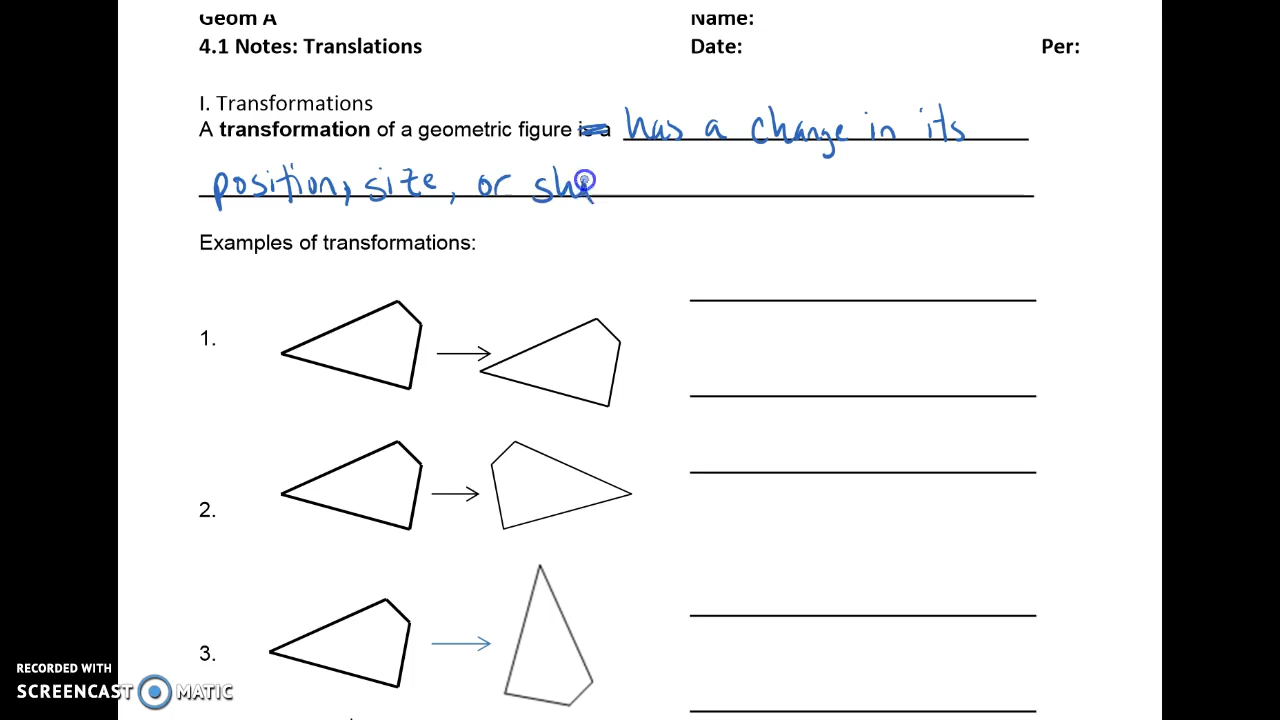 Geom A Name:
4.1 Notes: Translations Date: Per:
I. Transformations
A transformation of a geometric figure is a has a change in its
position, size, or sha
Examples of transformations:
1.
2.
3.
RECORDED WITH
SCREENCAST MATIC